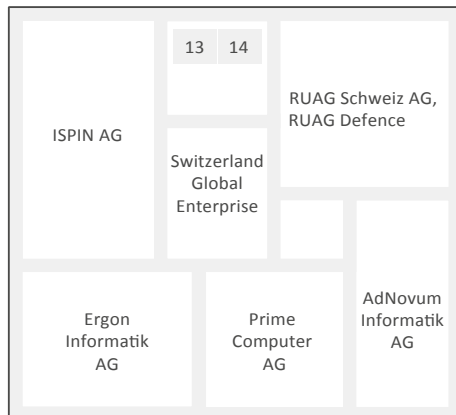 13 14
RUAG Schweiz AG,
RUAG Defence
ISPIN AG
Switzerland
Global
Enterprise
Ergon
Informatik
AG
Prime
Computer
AG
AdNovum
Informatik
AG